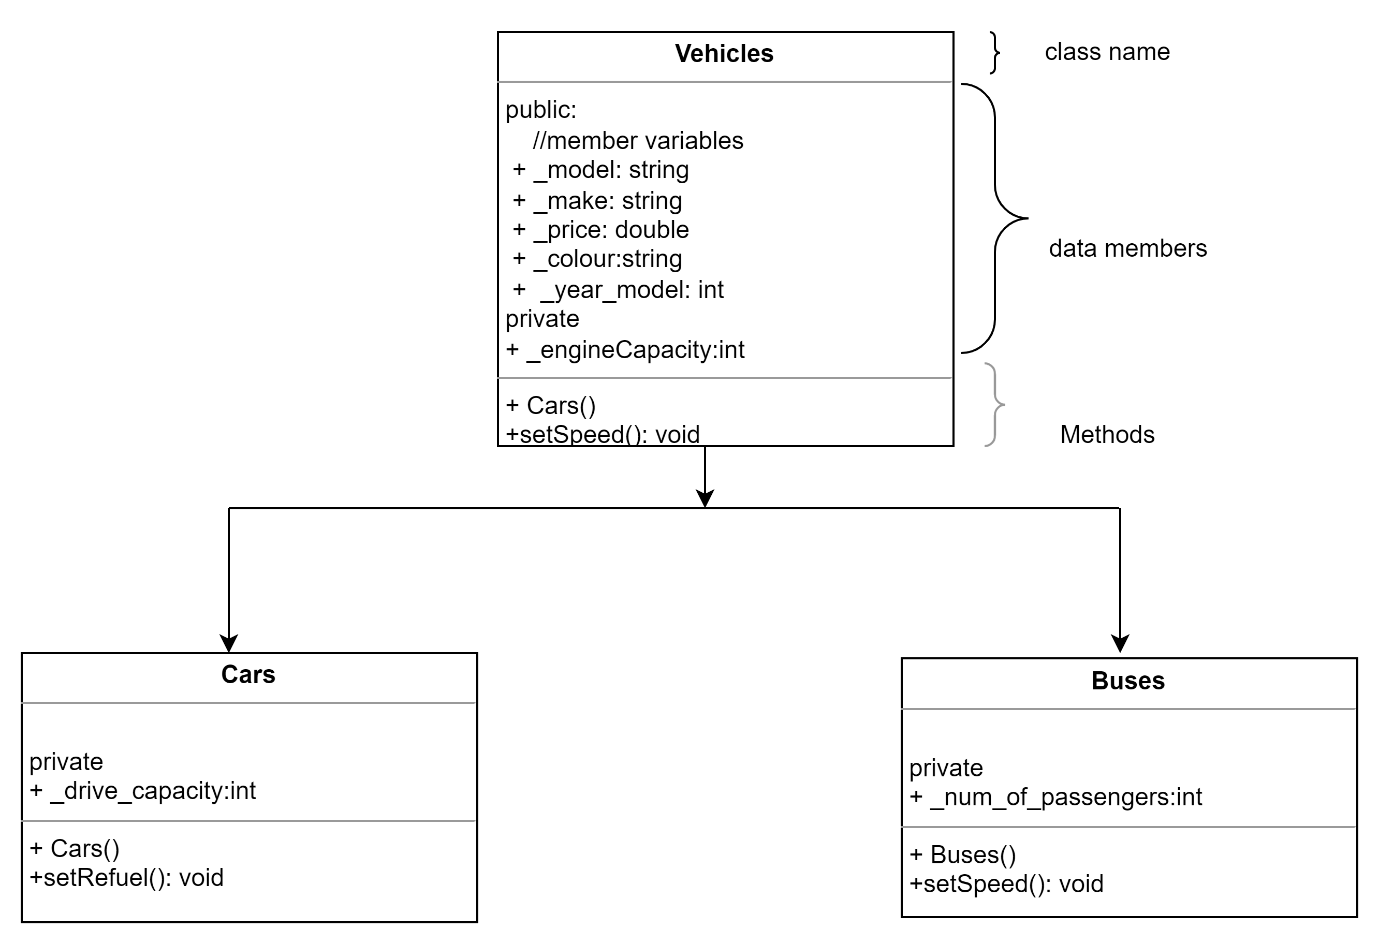 Vehicles
class name
public:
//member variables
+ _model: string
+ _make: string
+ _price: double
+ _colour:string
+ _year_model: int
private
+ _engineCapacity:int
data members
+ Cars()
+setSpeed(): void
Methods
Cars
private
+ _drive_capacity:int
+ Cars()
+setRefuel(): void
Buses
private
+ _num_of_passengers:int
+ Buses()
+setSpeed(): void